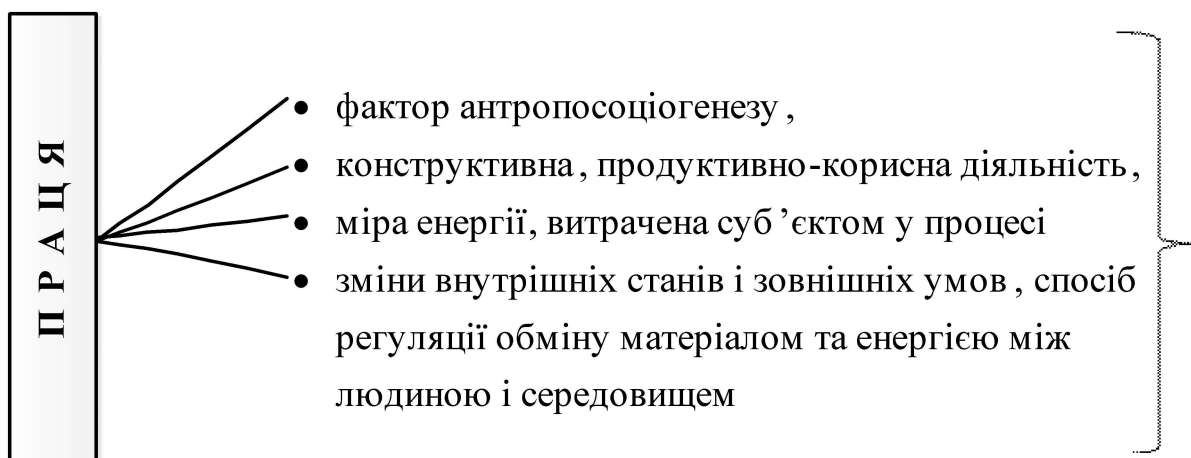 ПРАЦЯ
• фактор антропосоціогенезу ,
• конструктивна , продуктивно-корисна діяльність ,
• міра енергії, витрачена суб ’єктом у процесі
• зміни внутрішніх станів і зовнішніх умов , спосіб
регуляції обміну матеріалом та енергією між
людиною і середовищем